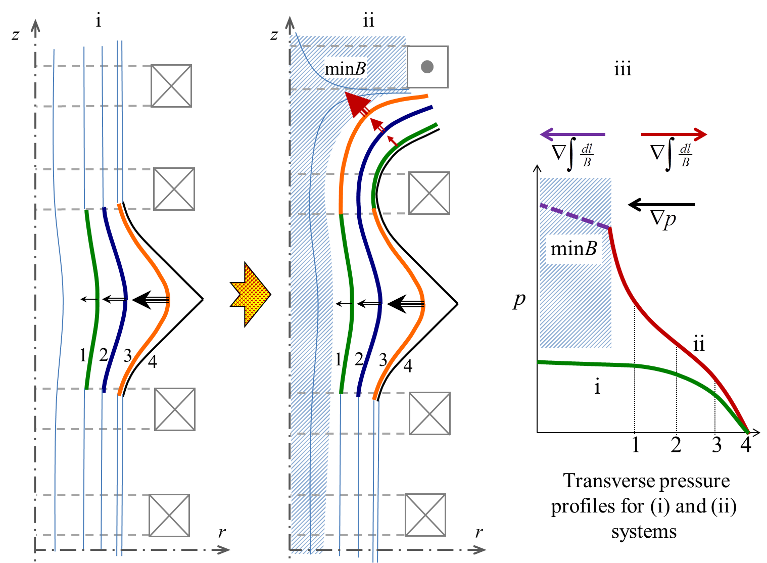 i
z
1
2
3
4
r
ii
z
minB
1
2
3
4
r
iii
∇∫ dl/B
∇∫ dl/B
∇p
minB
p
ii
i
1
2
3
4
Transverse pressure
profiles for (i) and (ii)
systems